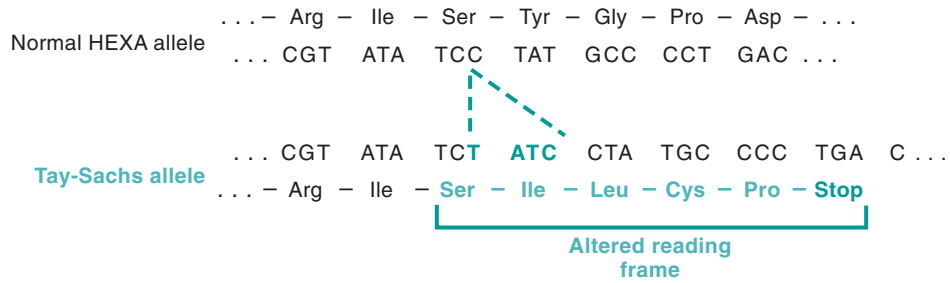 . . . – Arg – Ile – Ser – Tyr – Gly – Pro – Asp – . . .
Normal HEXA allele
. . . CGT ATA TCC TAT GCC CCT GAC . . .
. . . CGT ATA TCT ATC CTA TGC CCC TGA C . . .
Tay-Sachs allele
. . . – Arg – Ile – Ser – Ile – Leu – Cys – Pro – Stop
Altered reading
frame